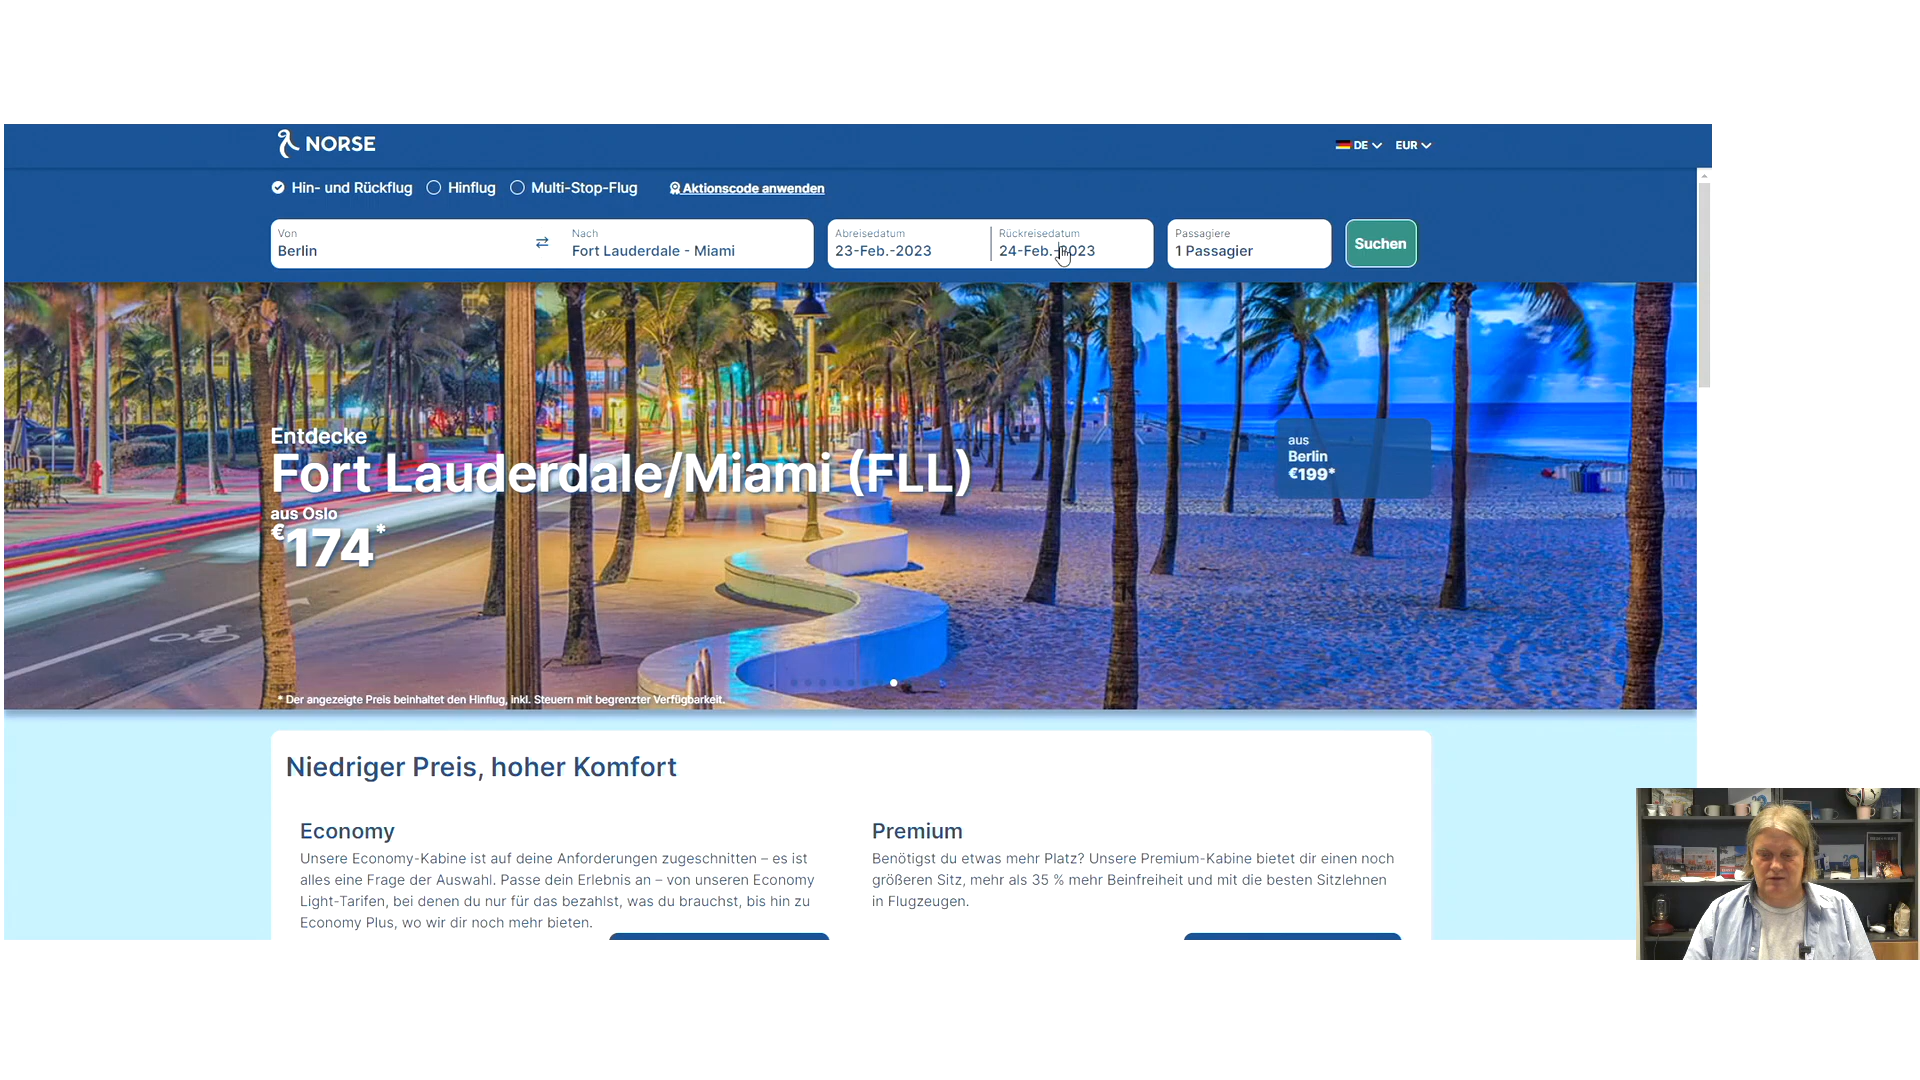 NORSE
DE
EUR
Hin- und Rückflug
Hinflug
Multi-Stop-Flug
Aktionscode anwenden
Von
Berlin
Nach
Fort Lauderdale - Miami
Abreisedatum
23-Feb.-2023
Rückreisedatum
24-Feb.-2023
Passagiere
1 Passagier
Suchen
Entdecke
Fort Lauderdale/Miami (FLL)
aus Oslo
€174*
aus
Berlin
€199*
* Der angezeigte Preis beinhaltet den Hinflug, inkl. Steuern mit begrenzter Verfügbarkeit.
Niedriger Preis, hoher Komfort
Economy
Unsere Economy-Kabine ist auf deine Anforderungen zugeschnitten – es ist
alles eine Frage der Auswahl. Passe dein Erlebnis an – von unseren Economy
Light-Tarifen, bei denen du nur für das bezahlst, was du brauchst, bis hin zu
Economy Plus, wo wir dir noch mehr bieten.
Premium
Benötigst du etwas mehr Platz? Unsere Premium-Kabine bietet dir einen noch
größeren Sitz, mehr als 35 % mehr Beinfreiheit und mit die besten Sitzlehnen
in Flugzeugen.